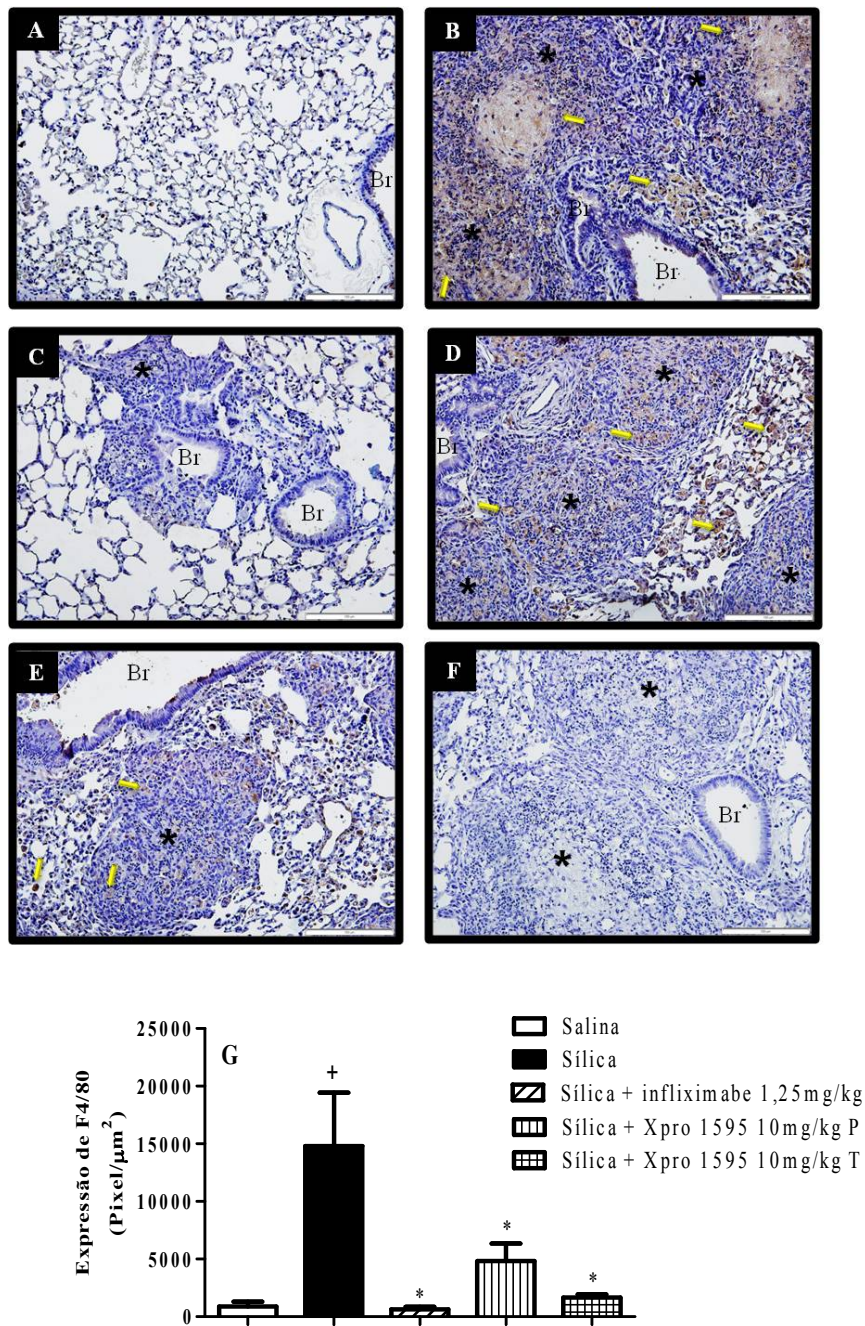 A
Br
B
*
*
*
Br
Br
C
*
Br
Br
D
*
Br
*
*
*
E
Br
*
F
*
Br
*
25000
20000
15000
10000
5000
0
Expressão de F4/80
(Pixel/μm²)
G
+
*
*
*
Salina
Sílica
Sílica + infliximabe 1,25mg/kg
Sílica + Xpro 1595 10mg/kg P
Sílica + Xpro 1595 10mg/kg T